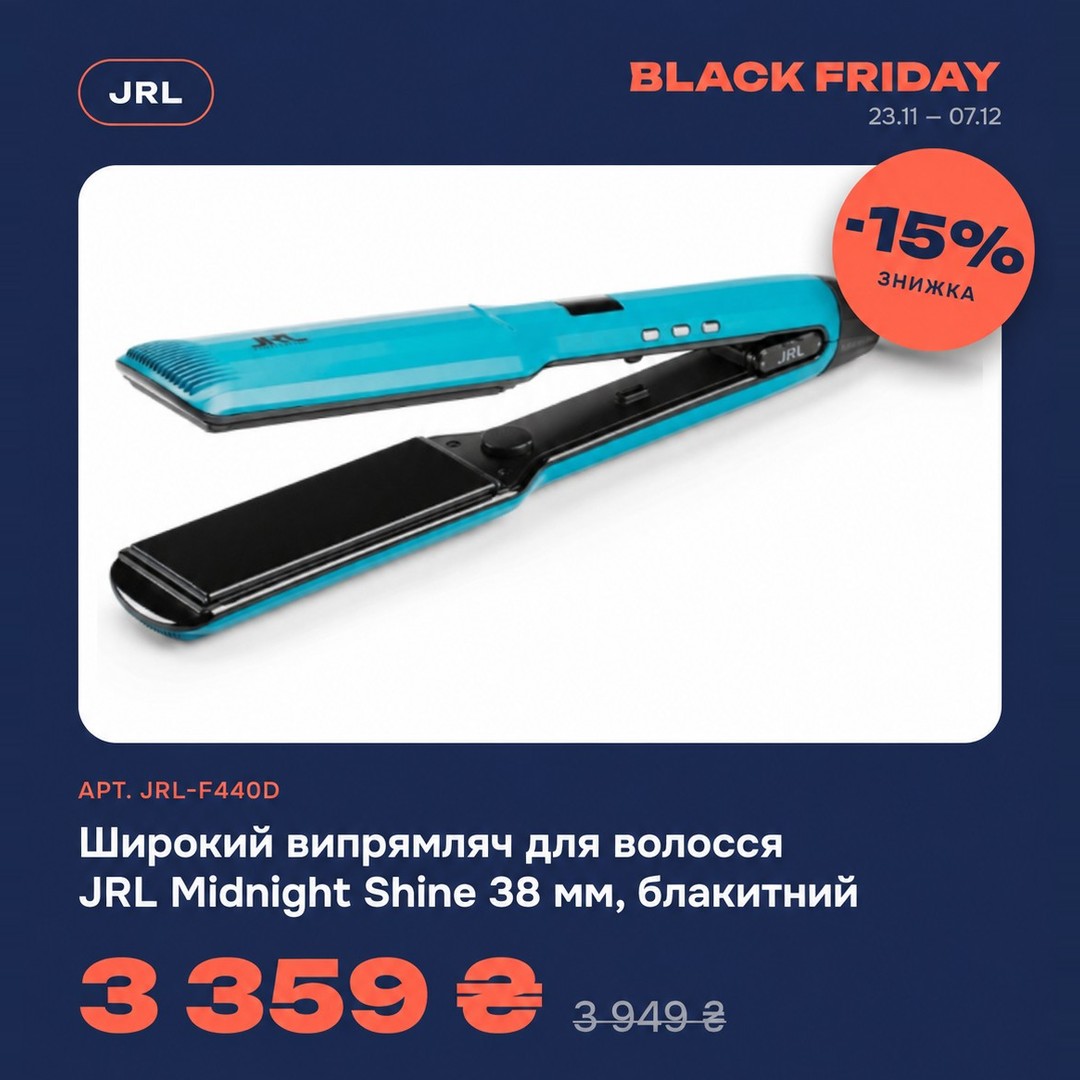 JRL
BLACK FRIDAY
23.11 — 07.12
-15%
ЗНИЖКА
JRL
JRL
АРТ. JRL-F440D
Широкий випрямляч для волосся
JRL Midnight Shine 38 мм, блакитний
3 359 ₴
3 949 ₴